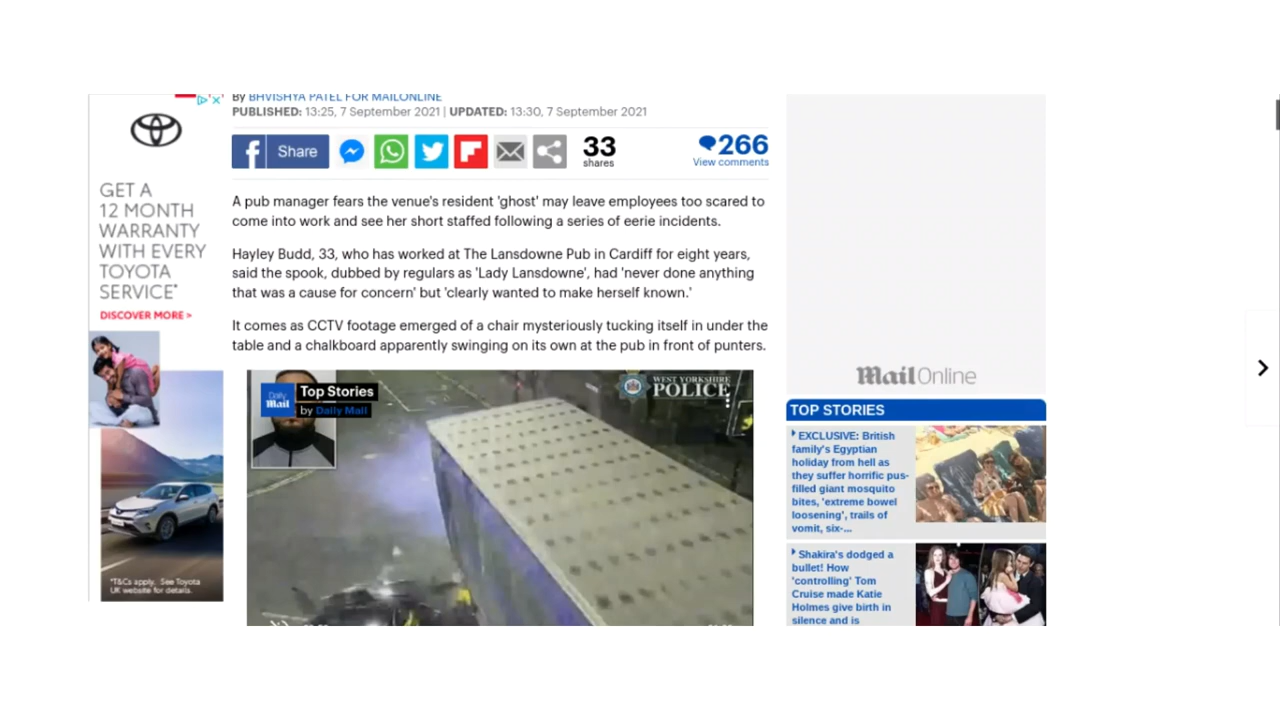 By BHVISHYA PATEL FOR MAILONLINE
PUBLISHED: 13:25, 7 September 2021 | UPDATED: 13:30, 7 September 2021
f Share
33
shares
266
View comments
GET A
12 MONTH
WARRANTY
WITH EVERY
TOYOTA
SERVICE*
DISCOVER MORE >
*T&Cs apply. See Toyota
UK website for details.
A pub manager fears the venue's resident 'ghost' may leave employees too scared to
come into work and see her short staffed following a series of eerie incidents.
Hayley Budd, 33, who has worked at The Lansdowne Pub in Cardiff for eight years,
said the spook, dubbed by regulars as 'Lady Lansdowne', had 'never done anything
that was a cause for concern' but 'clearly wanted to make herself known.'
It comes as CCTV footage emerged of a chair mysteriously tucking itself in under the
table and a chalkboard apparently swinging on its own at the pub in front of punters.
Daily
Mail
Top Stories
by Daily Mail
WEST YORKSHIRE
POLICE
Mail Online
TOP STORIES
EXCLUSIVE: British
family's Egyptian
holiday from hell as
they suffer horrific pus-
filled giant mosquito
bites, 'extreme bowel
loosening', trails of
vomit, six-...
Shakira's dodged a
bullet! How
'controlling' Tom
Cruise made Katie
Holmes give birth in
silence and is